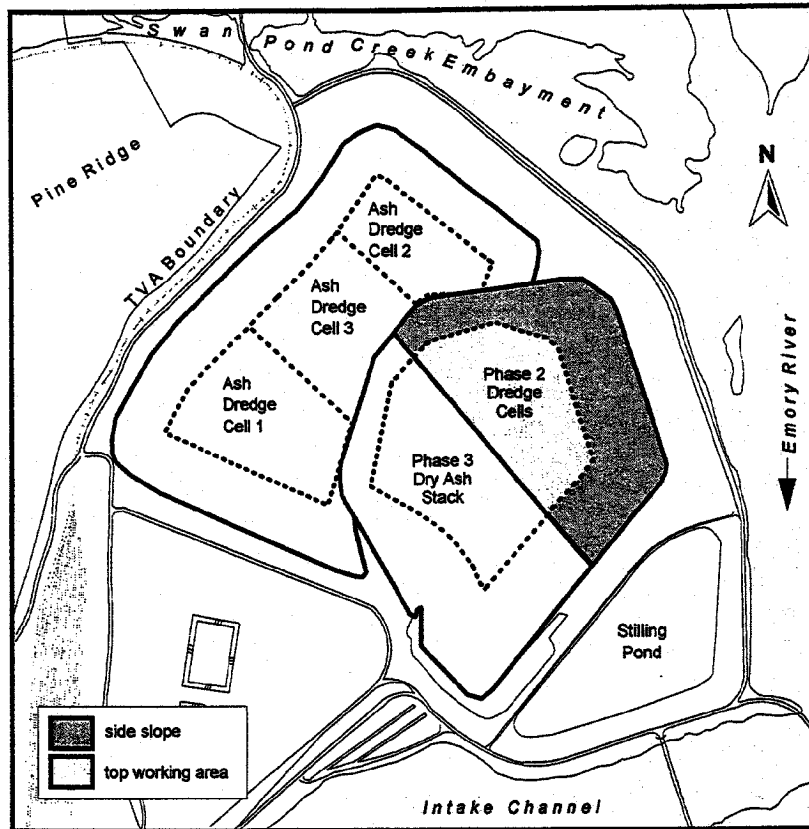 Swan Pond Creek Embayment
Pine Ridge
TVA Boundary
N
Ash
Dredge
Cell 2
Ash
Dredge
Cell 3
Ash
Dredge
Cell 1
Phase 2
Dredge
Cells
Phase 3
Dry Ash
Stack
Emory River
Stilling
Pond
side slope
top working area
Intake Channel